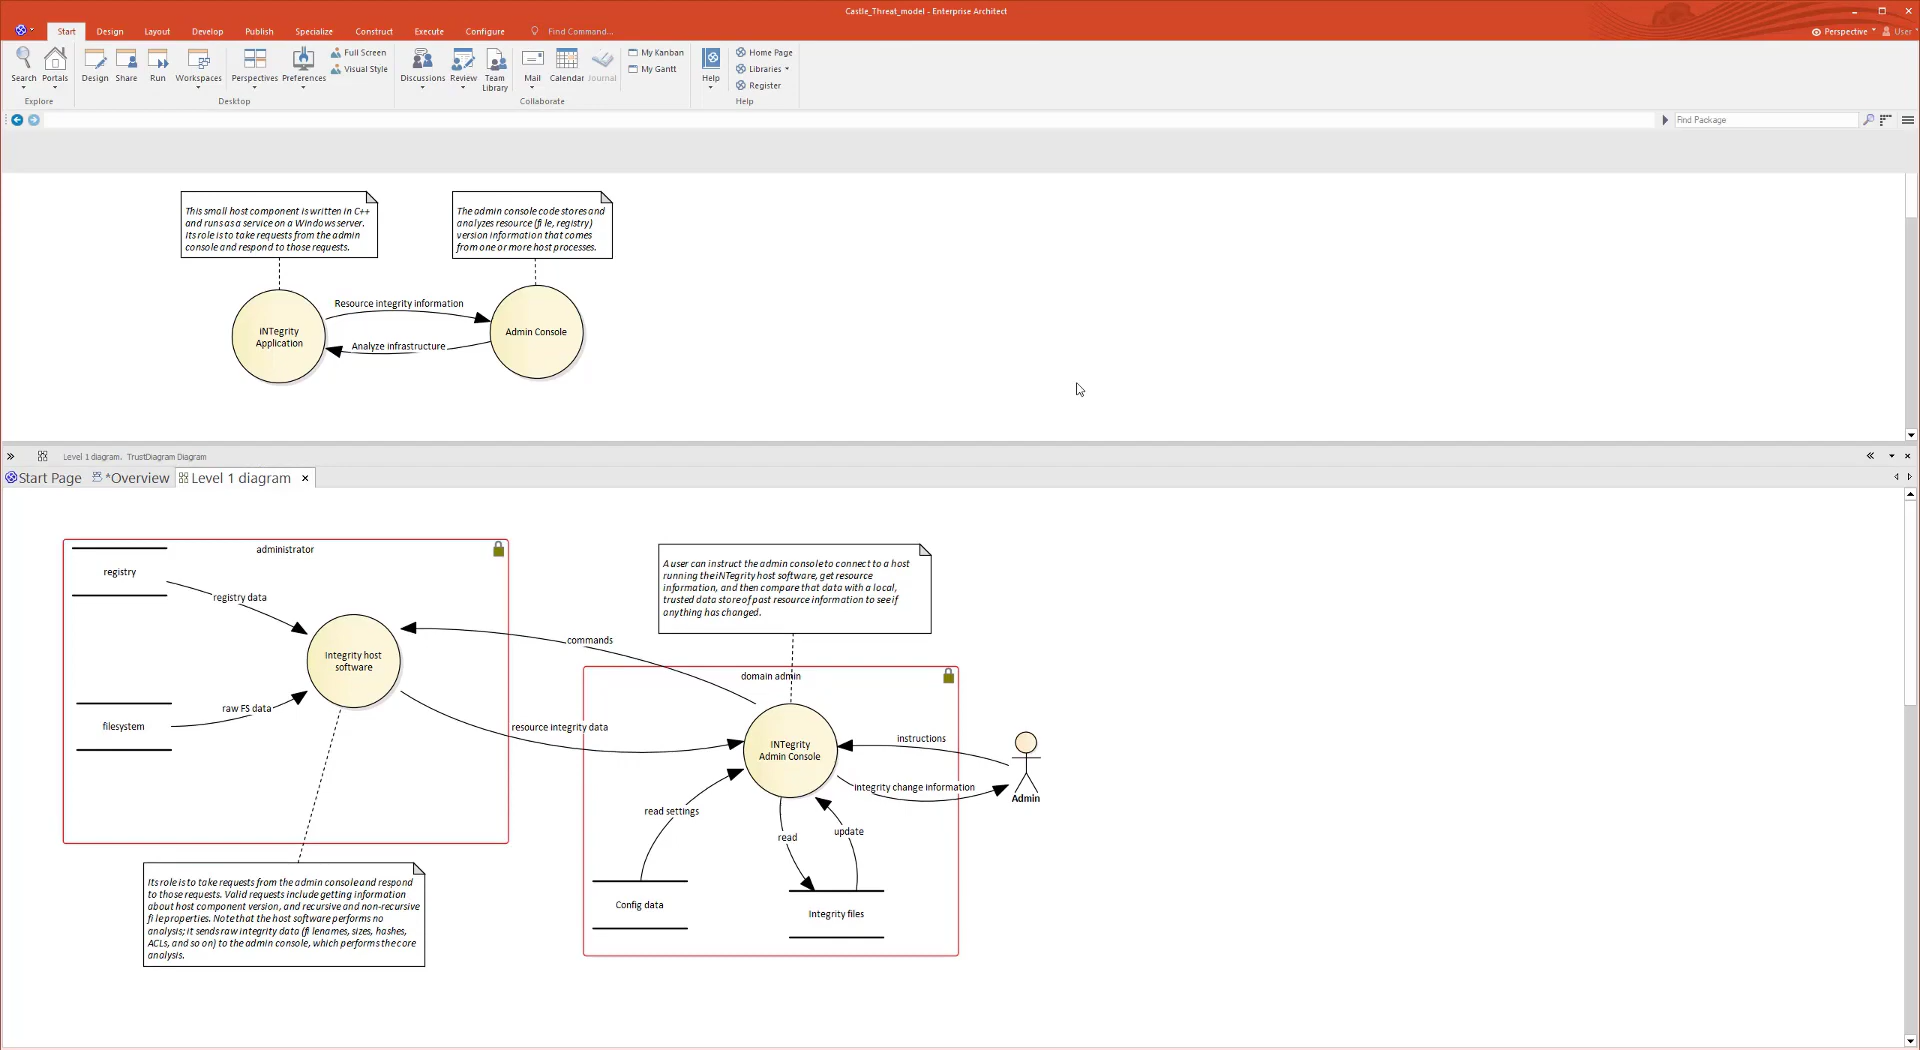 Castle_Threat_model - Enterprise Architect
Start Design Layout Develop Publish Specialize Construct Execute Configure Find Command...
Perspective User
Search Portals Design Share Run Workspaces Perspectives Preferences
Full Screen
Visual Style
Discussions Review Team
Library
Mail Calendar Journal
My Kanban
My Gantt
Help
Home Page
Libraries
Register
Explore Desktop Collaborate Help
Find Package
This small host component is written in C++
and runs as a service on a Windows server.
Its role is to take requests from the admin
console and respond to those requests.
The admin console code stores and
analyzes resource (file, registry)
version information that comes
from one or more host processes.
Resource integrity information
iNTegrity
Application
Admin Console
Analyze infrastructure
Level 1 diagram. TrustDiagram Diagram
Start Page *Overview Level 1 diagram
administrator
registry
registry data
Integrity host
software
raw FS data
filesystem
A user can instruct the admin console to connect to a host
running the iNTegrity host software, get resource
information, and then compare that data with a local,
trusted data store of past resource information to see if
anything has changed.
commands
domain admin
resource integrity data
INTegrity
Admin Console
instructions
integrity change information
Admin
read settings
read
update
Config data
Integrity files
Its role is to take requests from the admin console and respond
to those requests. Valid requests include getting information
about host component version, and recursive and non-recursive
file properties. Note that the host software performs no
analysis; it sends raw integrity data (filenames, sizes, hashes,
ACLs, and so on) to the admin console, which performs the core
analysis.